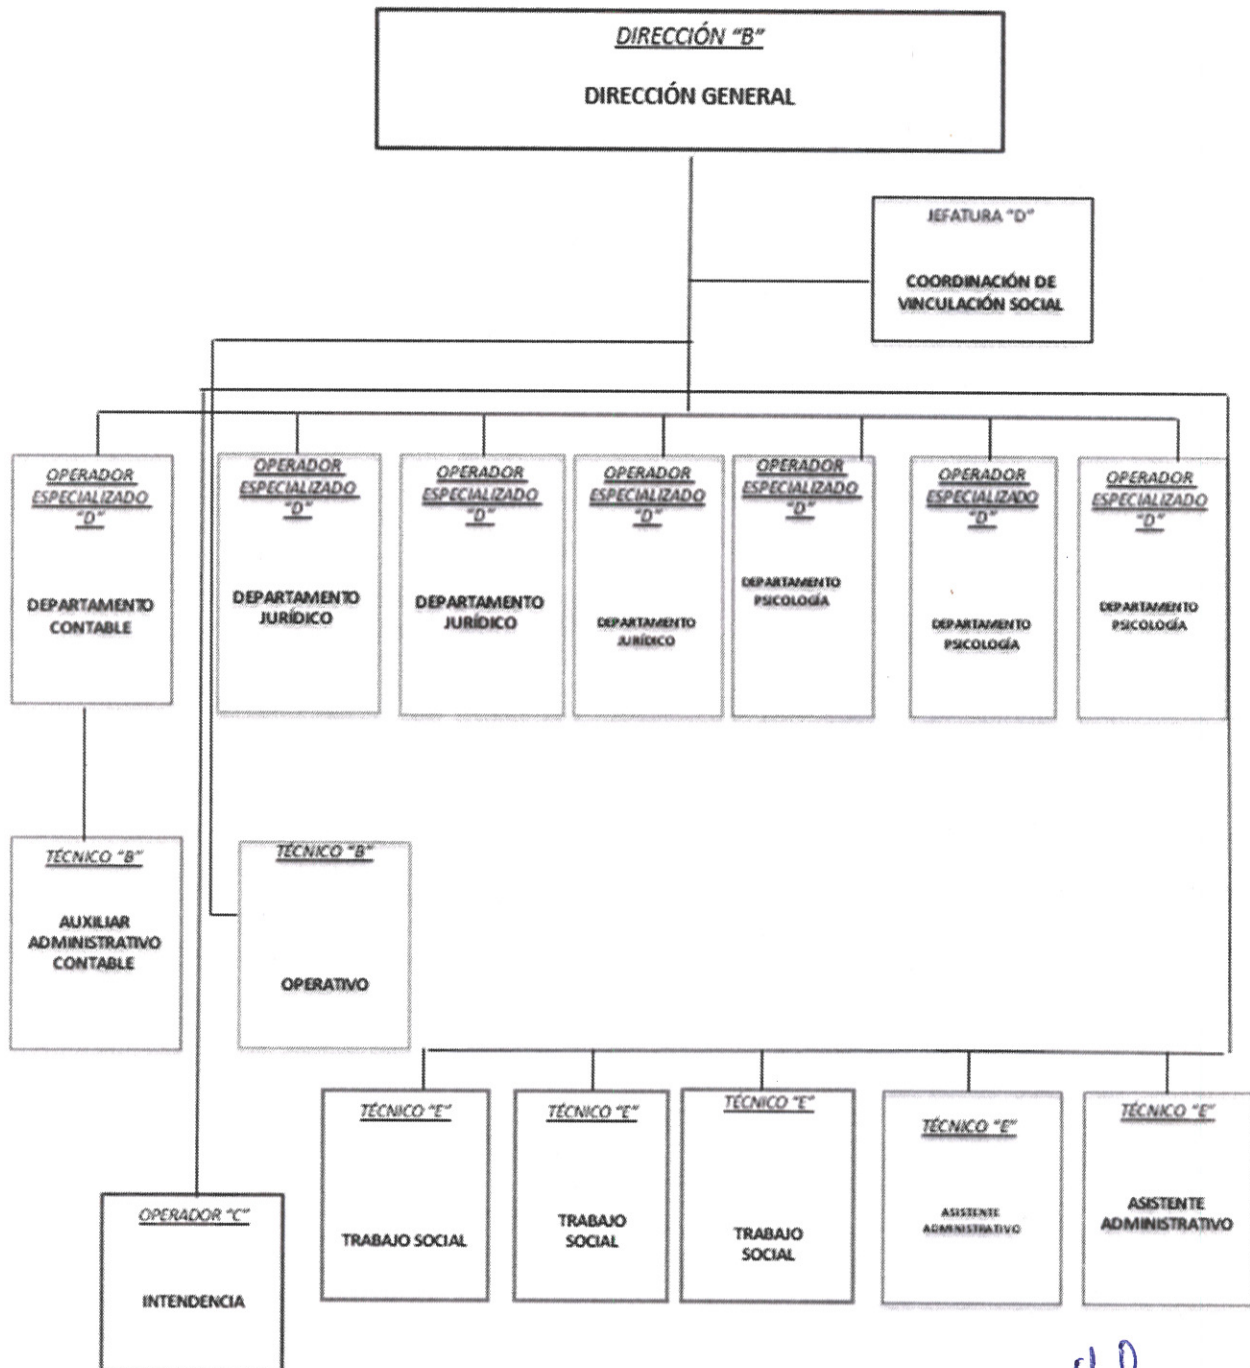 DIRECCIÓN "B"
DIRECCIÓN GENERAL
JEFATURA "D"
COORDINACIÓN DE
VINCULACIÓN SOCIAL
OPERADOR
ESPECIALIZADO
"D"
DEPARTAMENTO
CONTABLE
OPERADOR
ESPECIALIZADO
"D"
DEPARTAMENTO
JURÍDICO
OPERADOR
ESPECIALIZADO
"D"
DEPARTAMENTO
JURÍDICO
OPERADOR
ESPECIALIZADO
"D"
DEPARTAMENTO
JURÍDICO
OPERADOR
ESPECIALIZADO
"D"
DEPARTAMENTO
PSICOLOGÍA
OPERADOR
ESPECIALIZADO
"D"
DEPARTAMENTO
PSICOLOGÍA
OPERADOR
ESPECIALIZADO
"D"
DEPARTAMENTO
PSICOLOGÍA
TÉCNICO "B"
AUXILIAR
ADMINISTRATIVO
CONTABLE
TÉCNICO "B"
OPERATIVO
TÉCNICO "E"
TRABAJO SOCIAL
TÉCNICO "E"
TRABAJO
SOCIAL
TÉCNICO "E"
TRABAJO
SOCIAL
TÉCNICO "E"
ASISTENTE
ADMINISTRATIVO
TÉCNICO "E"
ASISTENTE
ADMINISTRATIVO
OPERADOR "C"
INTENDENCIA